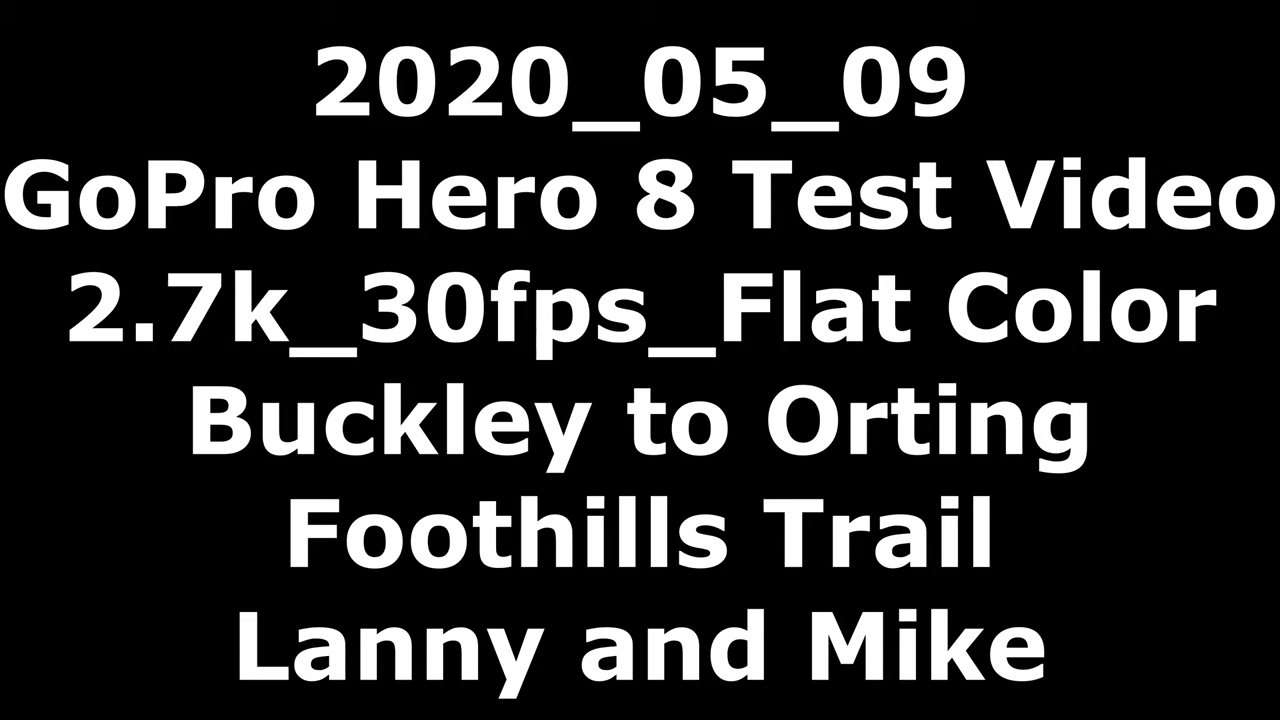 2020_05_09
GoPro Hero 8 Test Video
2.7k_30fps_Flat Color
Buckley to Orting
Foothills Trail
Lanny and Mike